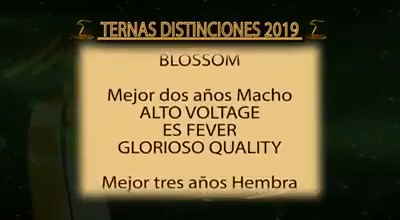 TERNAS DISTINCIONES 2019
BLOSSOM
Mejor dos años Macho
ALTO VOLTAGE
ES FEVER
GLORIOSO QUALITY
Mejor tres años Hembra